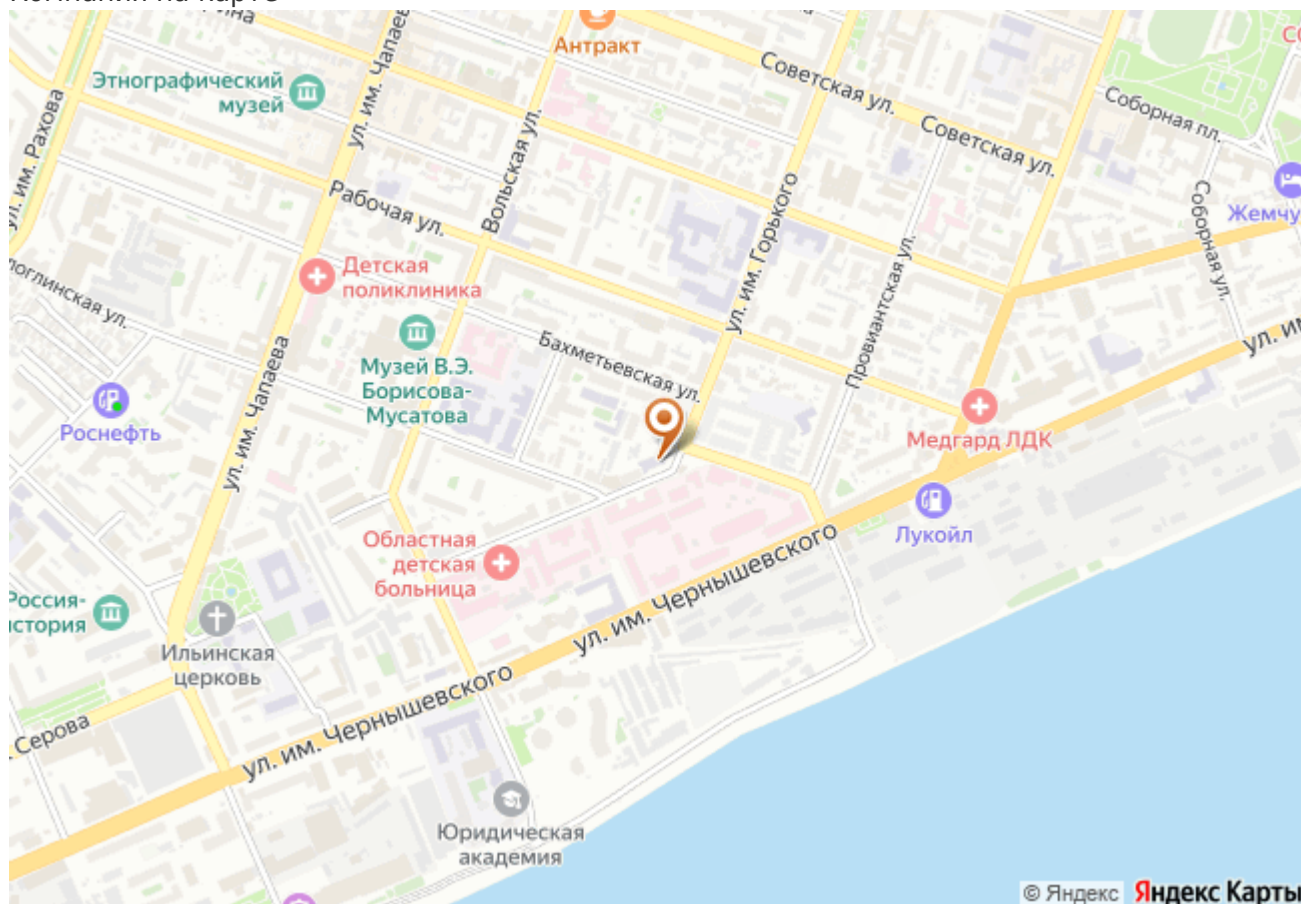 Антракт
Этнографический
музей
ул. им. Чапаева
Вольская ул.
Советская ул.
Советская ул.
Соборная пл.
ул. им. Рахова
Рабочая ул.
ул. им. Горького
Соборная ул.
Жемчу
Детская
поликлиника
Провиантская ул.
Музей В.Э.
Борисова-
Мусатова
Бахметьевская ул.
оглинская ул.
Роснефть
ул. им. Чапаева
Медгард ЛДК
Лукойл
Областная
детская
больница
ул. им. Чернышевского
Россия-
стория
Ильинская
церковь
ул. им. Чернышевского
Серова
Юридическая
академия
© Яндекс Яндекс Карты